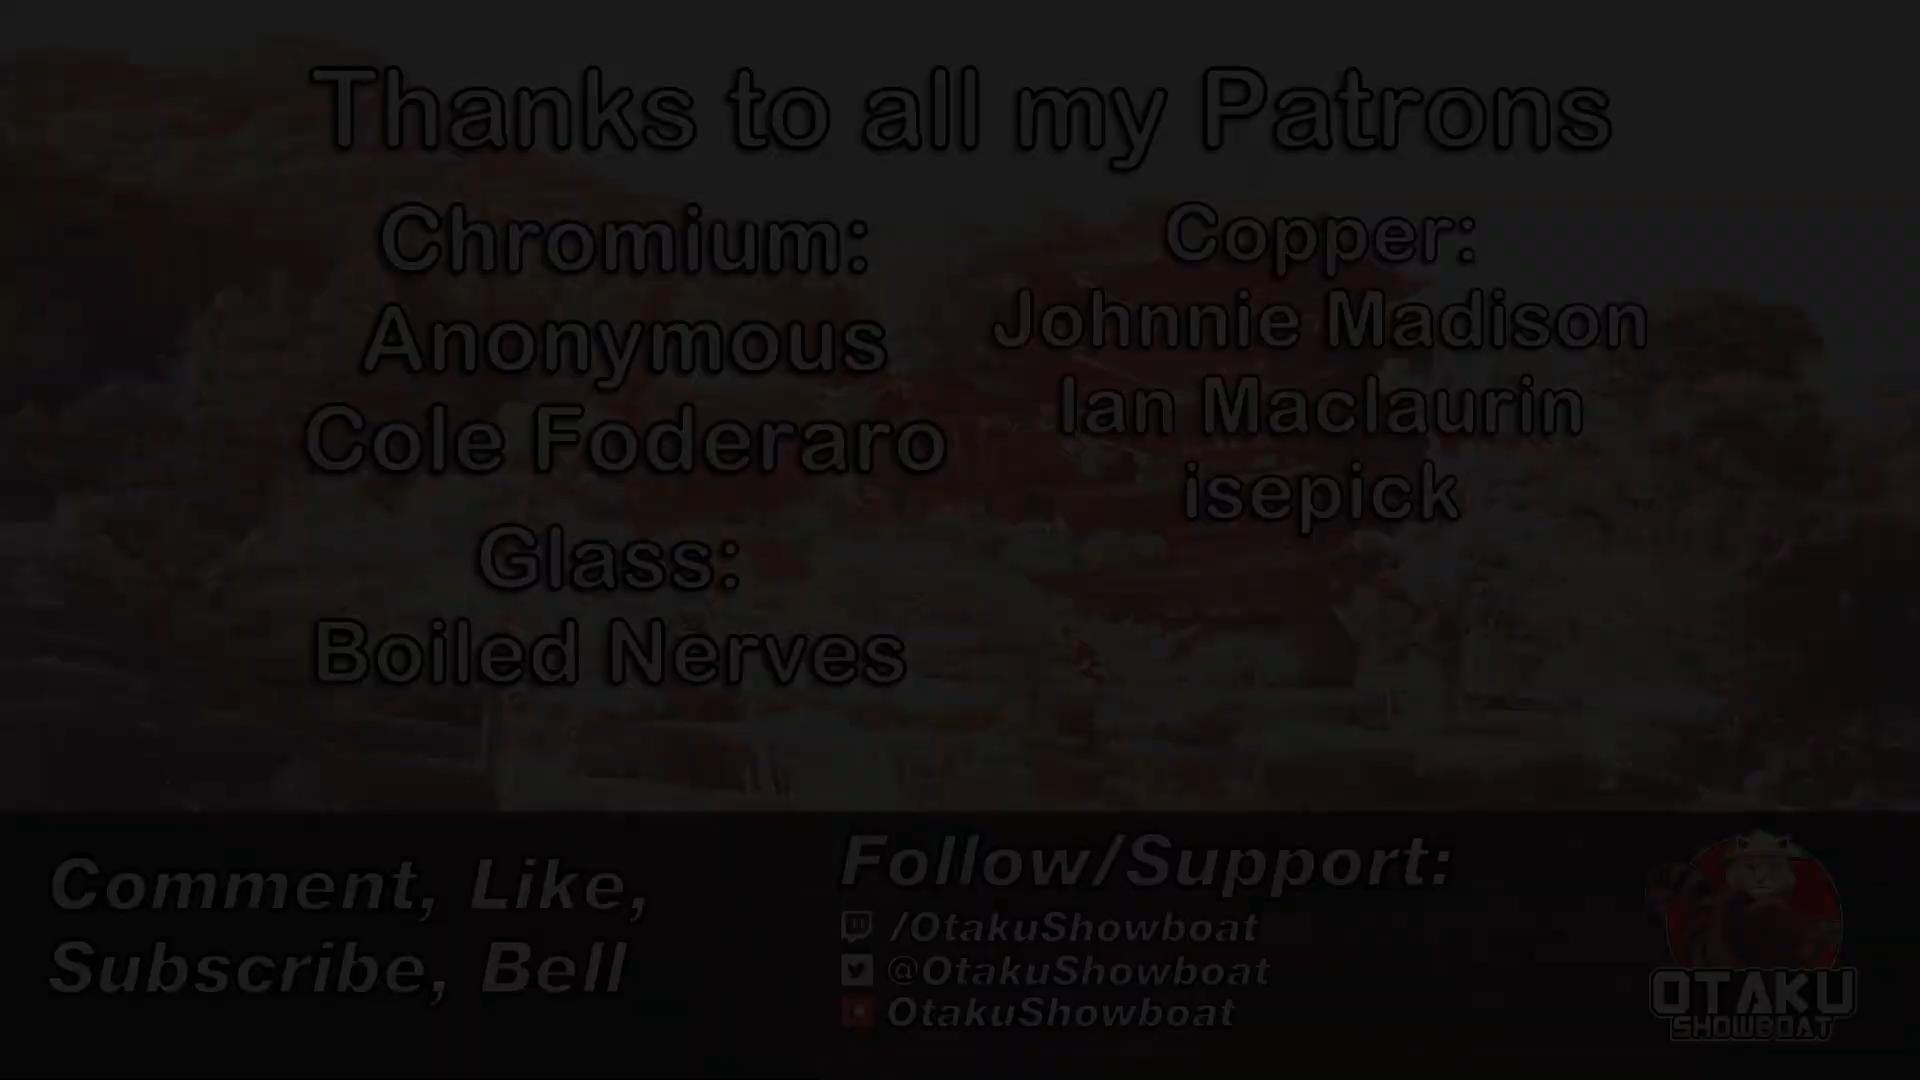 Thanks to all my Patrons
Chromium:
Anonymous
Cole Foderaro
Glass:
Boiled Nerves
Copper:
Johnnie Madison
Ian Maclaurin
isepick
Comment, Like,
Subscribe, Bell
Follow/Support:
/OtakuShowboat
@OtakuShowboat
OtakuShowboat
OTAKU
SHOWBOAT